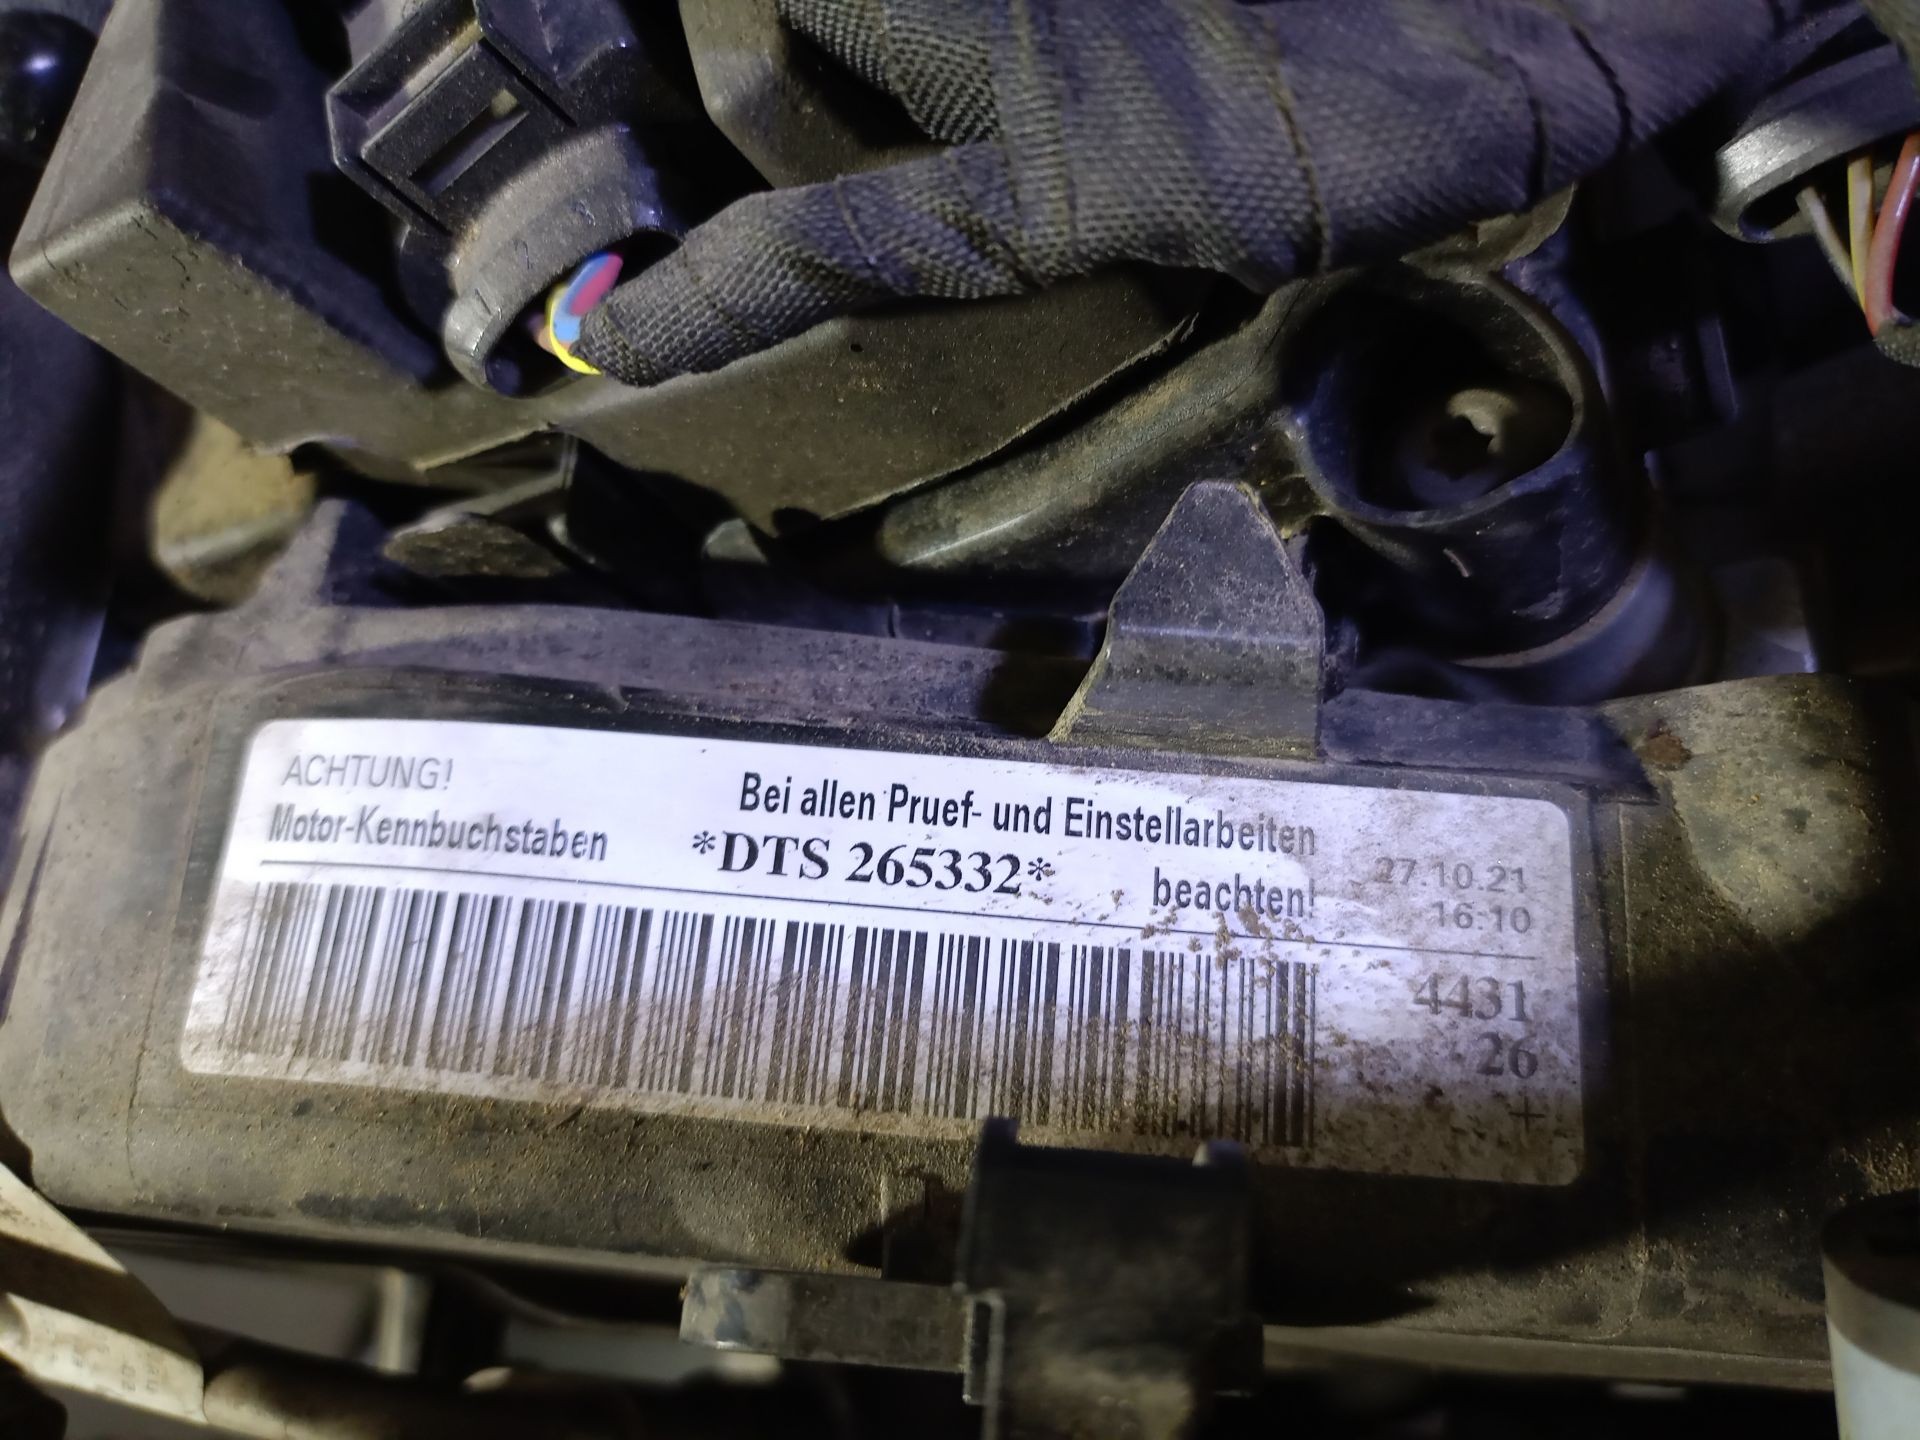 ACHTUNG!
Motor-Kennbuchstaben
Bei allen Pruef- und Einstellarbeiten
*DTS 265332*
beachten!
27.10.21
16:10
4431
26
+